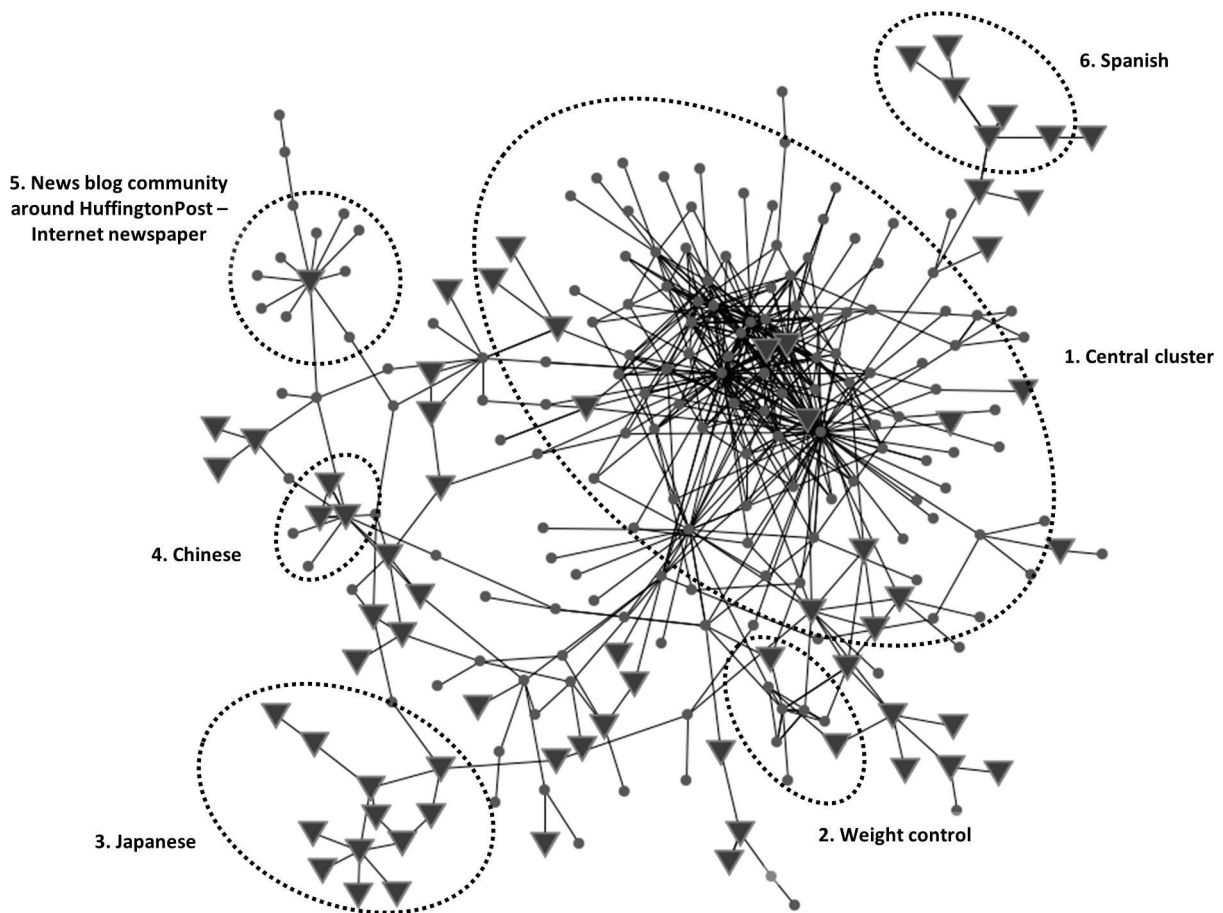 6. Spanish
5. News blog community
around HuffingtonPost –
Internet newspaper
1. Central cluster
4. Chinese
3. Japanese
2. Weight control